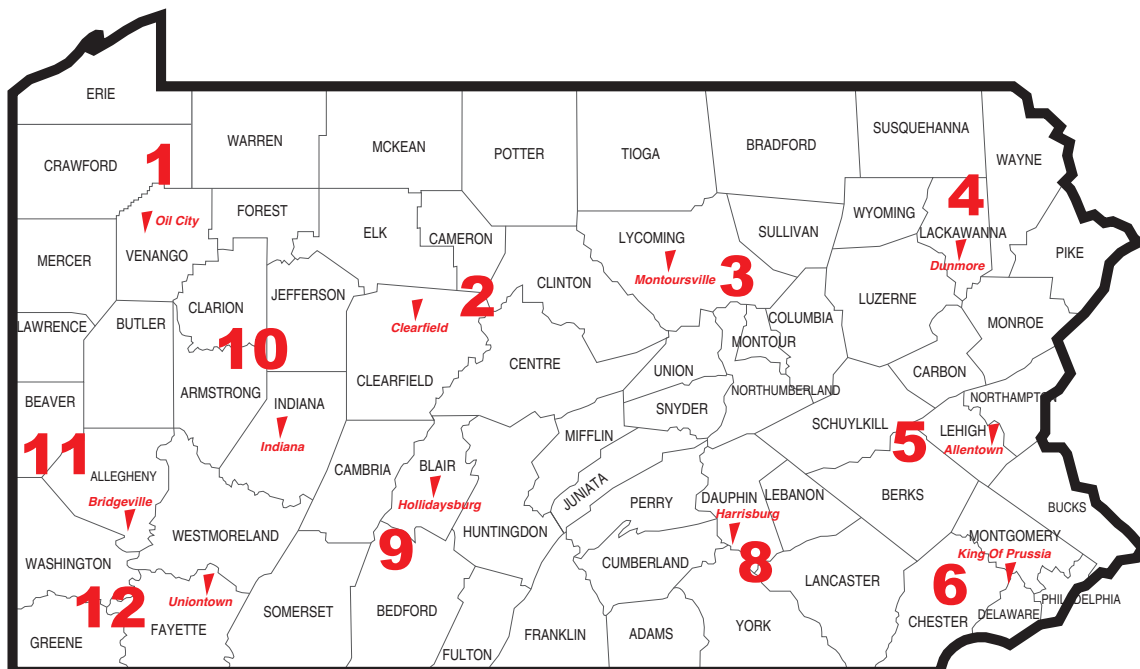 ERIE
WARREN
MCKEAN
POTTER
TIOGA
BRADFORD
SUSQUEHANNA
WAYNE
CRAWFORD
1
Oil City
FOREST
VENANGO
MERCER
ELK
CAMERON
LYCOMING
Montoursville
SULLIVAN
WYOMING
4
LACKAWANNA
Dunmore
PIKE
CLARION
JEFFERSON
2
Clearfield
CLINTON
3
COLUMBIA
LUZERNE
MONROE
LAWRENCE
BUTLER
10
MONTOUR
CENTRE
CLEARFIELD
UNION
CARBON
BEAVER
ARMSTRONG
INDIANA
Indiana
NORTHUMBERLAND
SNYDER
NORTHAMPTON
SCHUYLKILL
5
LEHIGH
Allentown
11
ALLEGHENY
Bridgeville
CAMBRIA
BLAIR
Hollidaysburg
MIFFLIN
JUNIATA
PERRY
DAUPHIN
Harrisburg
LEBANON
BERKS
BUCKS
WESTMORELAND
HUNTINGDON
MONTGOMERY
King Of Prussia
WASHINGTON
9
CUMBERLAND
8
LANCASTER
6
12
Uniontown
SOMERSET
BEDFORD
PHILADELPHIA
DELAWARE
CHESTER
GREENE
FAYETTE
FULTON
FRANKLIN
ADAMS
YORK